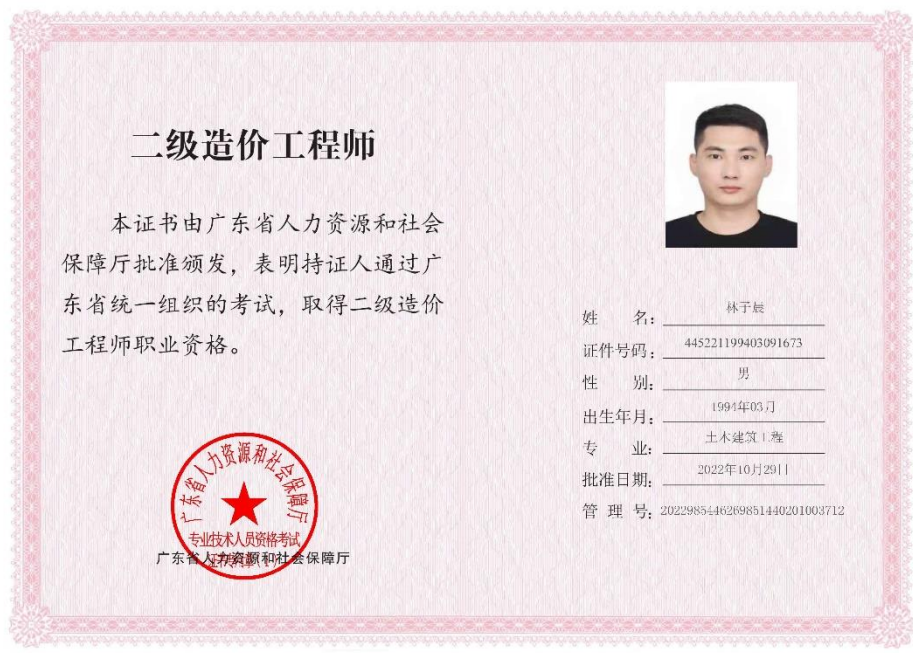 二级造价工程师
本证书由广东省人力资源和社会
保障厅批准颁发，表明持证人通过广
东省统一组织的考试，取得二级造价
工程师职业资格。
广东省人力资源和社会保障厅
专业技术人员资格考试
广东省人力资源和社会保障厅
姓 名：林于晨
证件号码：445221199403091673
性 别：男
出生年月：1994年03月
专 业：土木建筑工程
批准日期：2022年10月29日
管 理 号：20229854462698514402010037​12